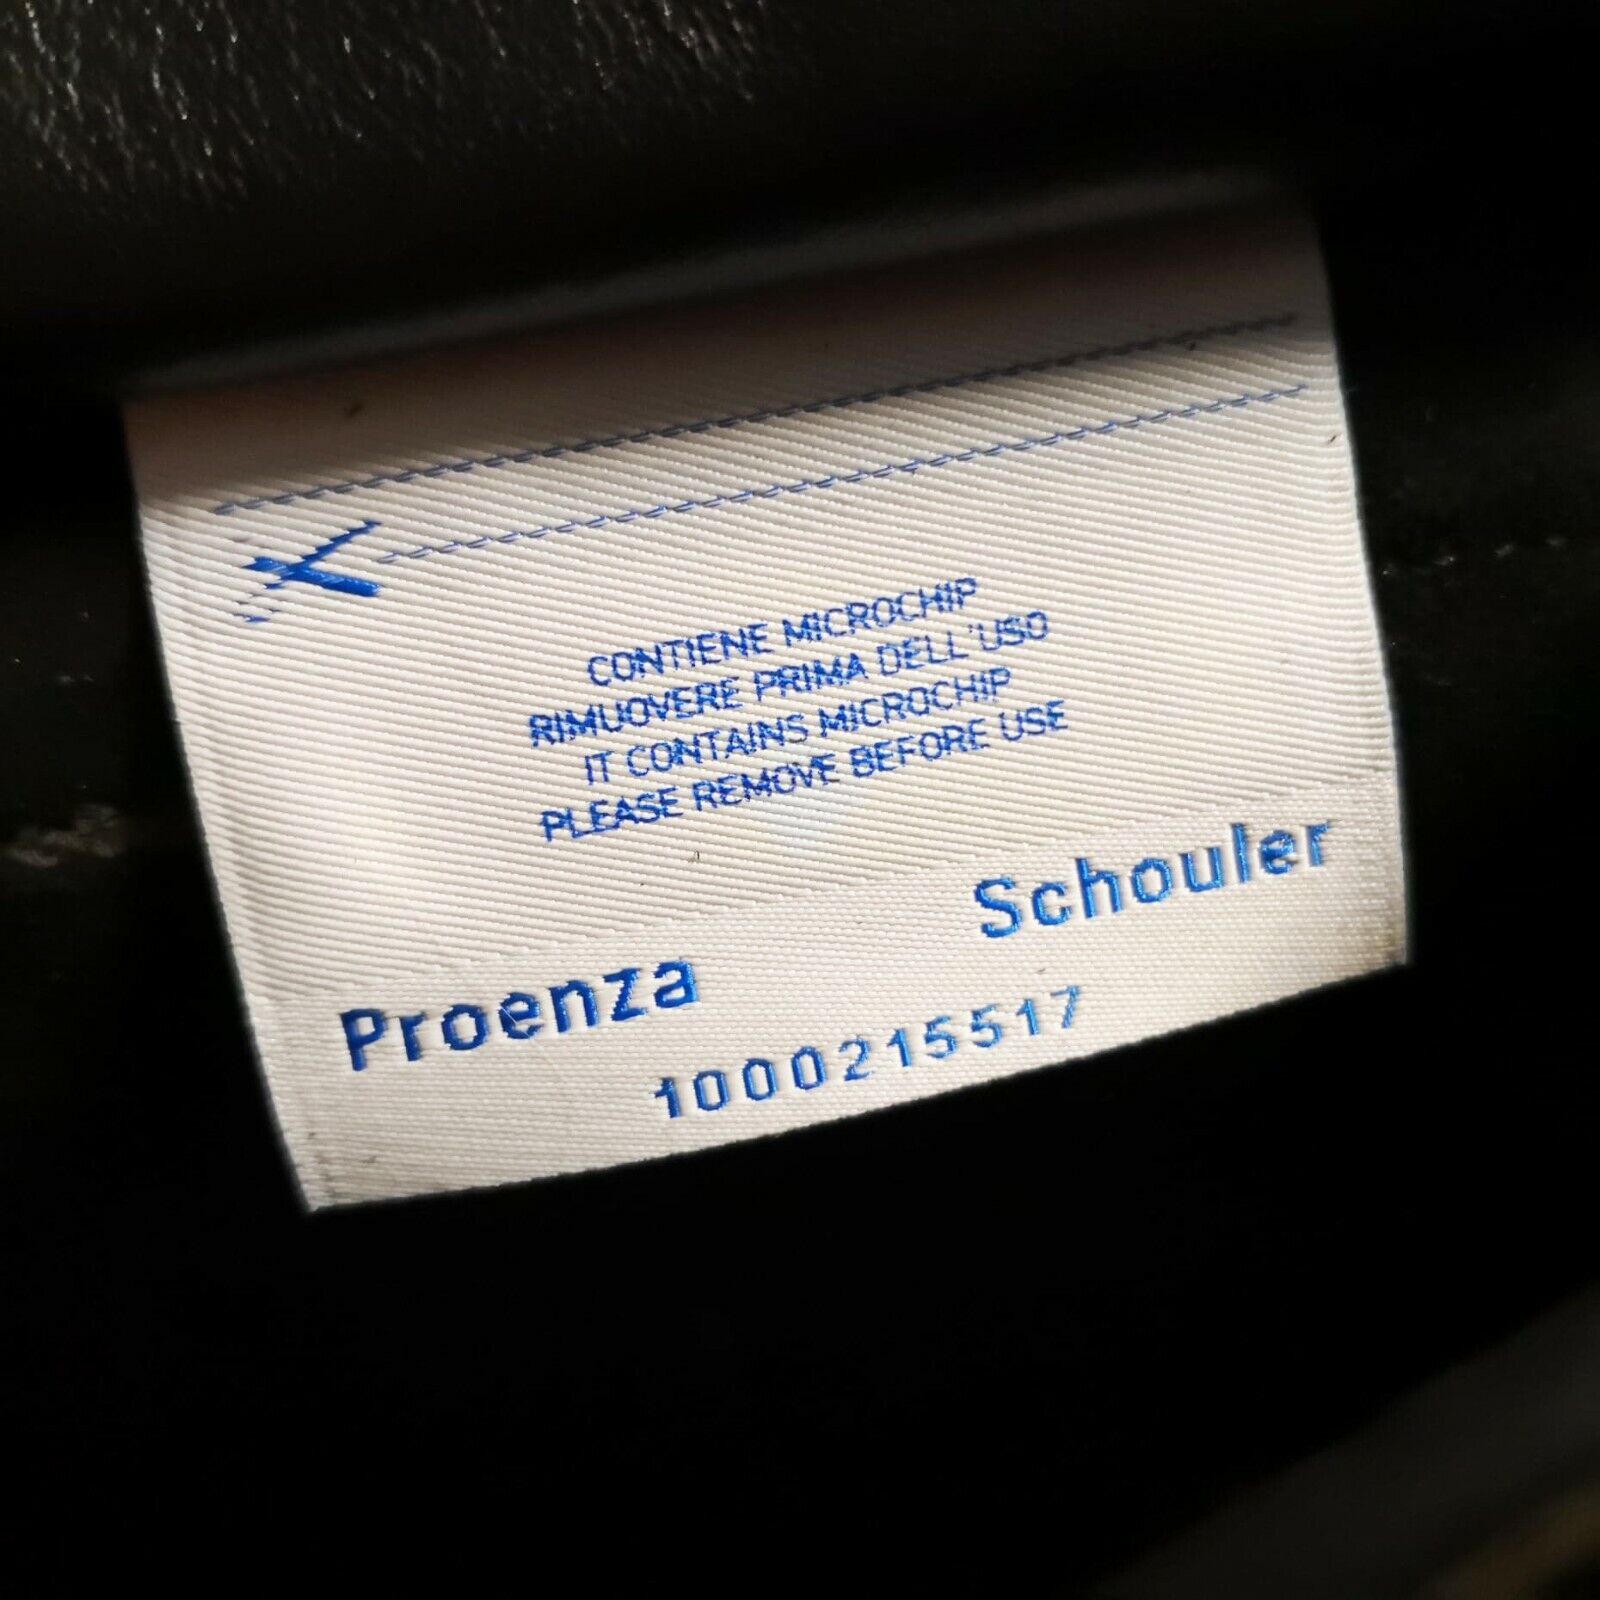 CONTIENE MICROCHIP
RIMUOVERE PRIMA DELL'USO
IT CONTAINS MICROCHIP
PLEASE REMOVE BEFORE USE
Proenza Schouler
1000215517